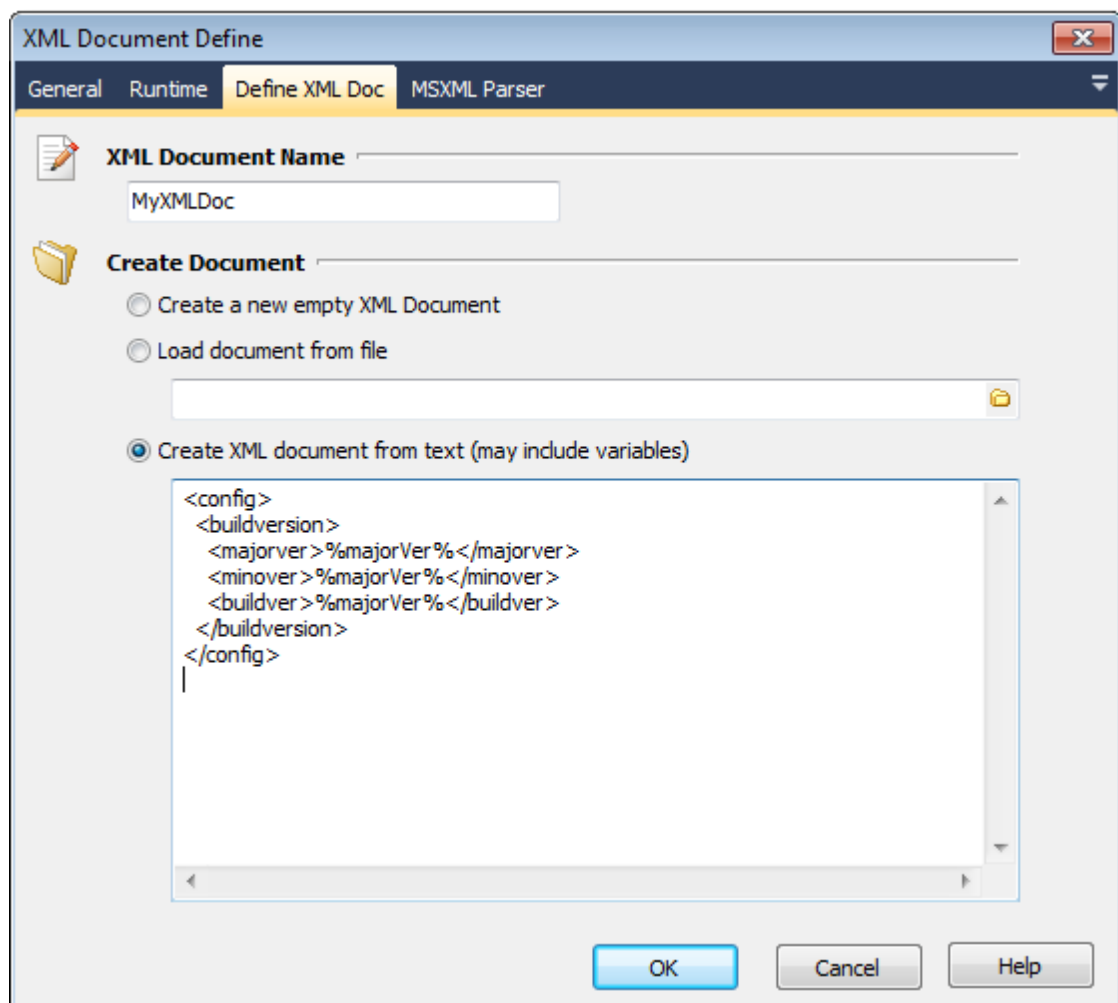 XML Document Define
General Runtime Define XML Doc MSXML Parser
XML Document Name
MyXMLDoc
Create Document
Create a new empty XML Document
Load document from file
Create XML document from text (may include variables)
<config>
<buildversion>
<majorver>%majorVer%</majorver>
<minover>%majorVer%</minover>
<buildver>%majorVer%</buildver>
</buildversion>
</config>
OK Cancel Help